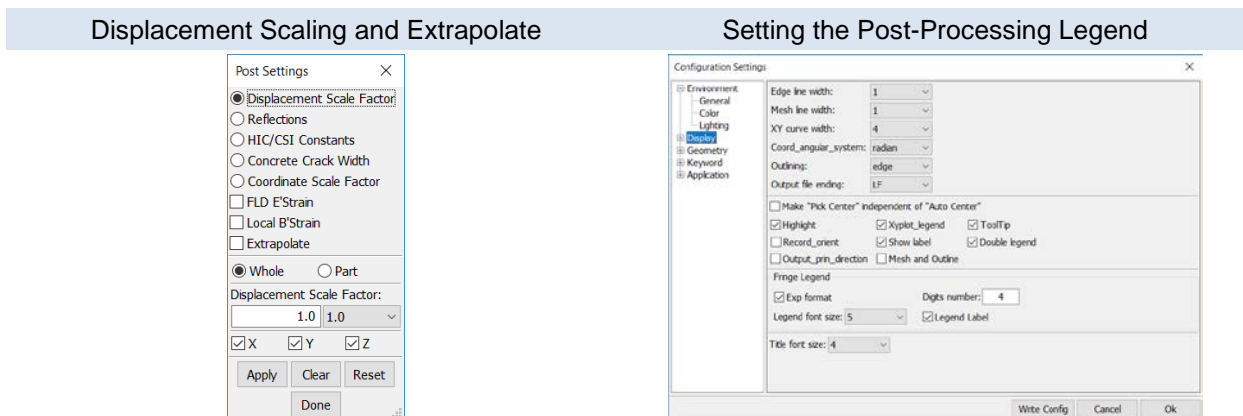 Displacement Scaling and Extrapolate
Setting the Post-Processing Legend
Post Settings
Displacement Scale Factor
Reflections
HIC/CSI Constants
Concrete Crack Width
Coordinate Scale Factor
FLD E'Strain
Local B'Strain
Extrapolate
Whole Part
Displacement Scale Factor:
1.0 1.0
X Y Z
Apply Clear Reset
Done
Configuration Settings
Environment
General
Color
Lighting
Display
Geometry
Keyword
Application
Edge line width: 1
Mesh line width: 1
XY curve width: 4
Coord_angular_system: radian
Outlining: edge
Output file ending: LF
Make "Pick Center" independent of "Auto Center"
Highlight Xyplot_legend ToolTip
Record_orient Show label Double legend
Output_prin_direction Mesh and Outline
Fringe Legend
Exp format Digits number: 4
Legend font size: 5 Legend Label
Title font size: 4
Write Config Cancel Ok